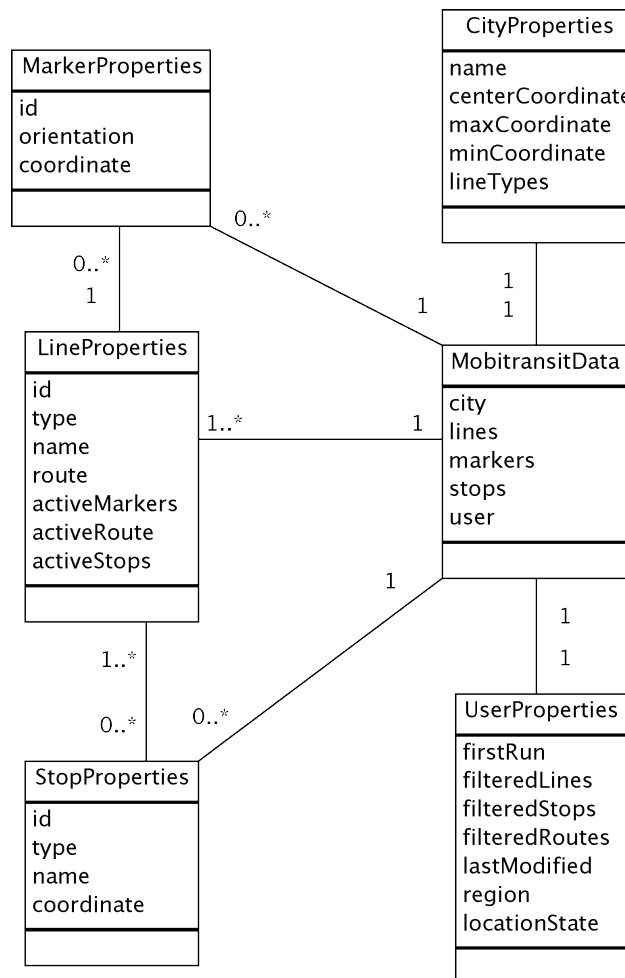 CityProperties
name
centerCoordinate
maxCoordinate
minCoordinate
lineTypes
MarkerProperties
id
orientation
coordinate
0..*
0..*
1
1
1
1
LineProperties
id
type
name
route
activeMarkers
activeRoute
activeStops
1..*
1
MobitransitData
city
lines
markers
stops
user
1
1
1
1..*
0..*
0..*
StopProperties
id
type
name
coordinate
UserProperties
firstRun
filteredLines
filteredStops
filteredRoutes
lastModified
region
locationState